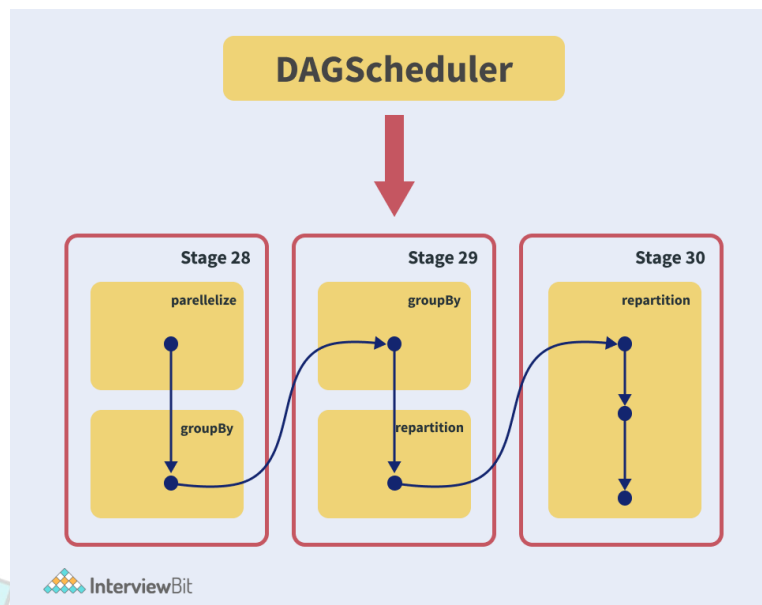 DAGScheduler
Stage 28
parellelize
groupBy
Stage 29
groupBy
repartition
Stage 30
repartition
InterviewBit